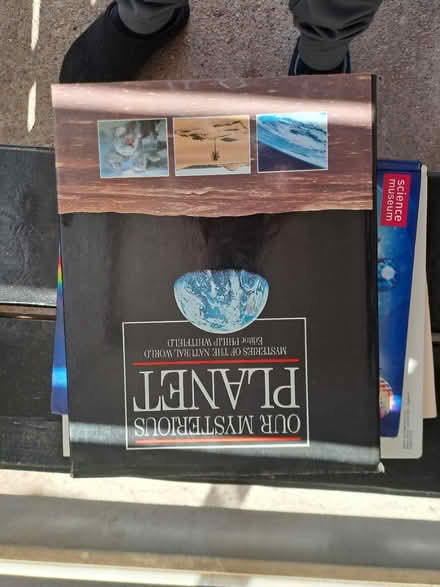 OUR MYSTERIOUS
PLANET
MYSTERIES OF THE NATURAL WORLD
Editor PHILIP WHITFIELD
science
museum